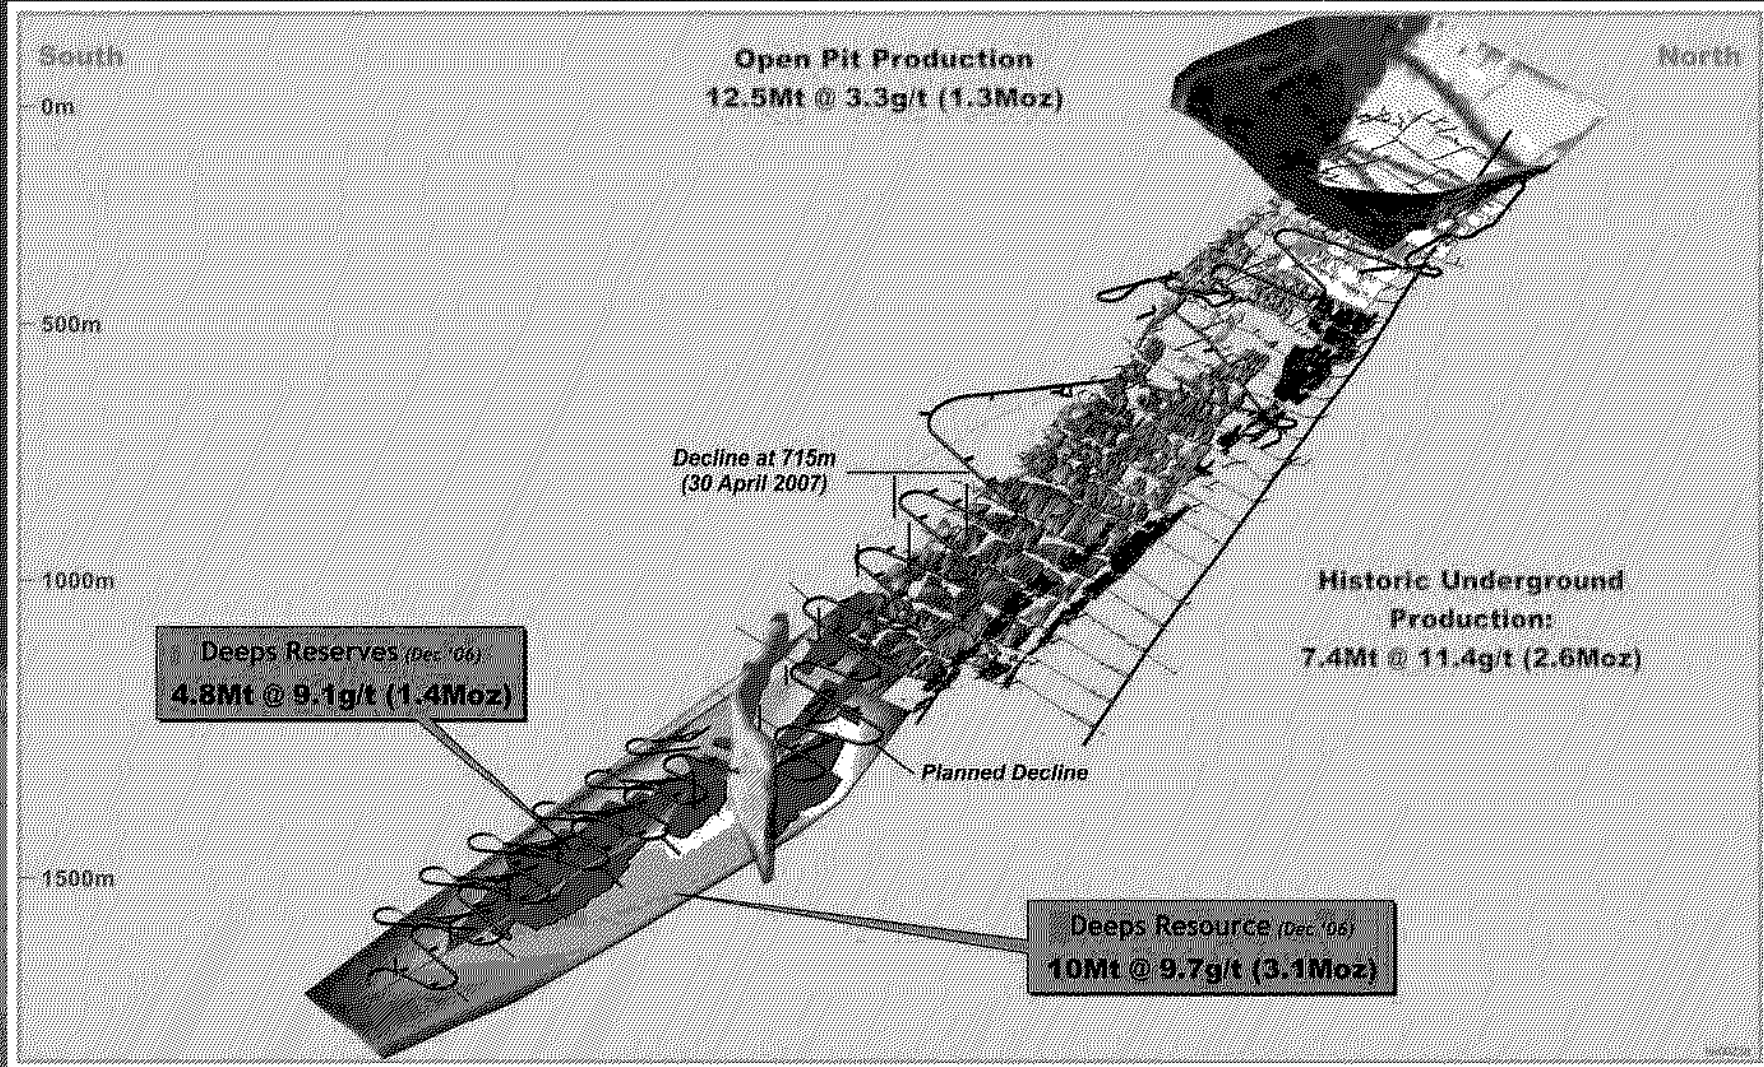 South
Open Pit Production
North
12.5Mt @ 3.3g/t (1.3Moz)
0m
500m
Decline at 715m
(30 April 2007)
1000m
Historic Underground
Production:
7.4Mt @ 11.4g/t (2.6Moz)
Deeps Reserves (Dec '06)
4.8Mt @ 9.1g/t (1.4Moz)
Planned Decline
1500m
Deeps Resource (Dec '06)
10Mt @ 9.7g/t (3.1Moz)